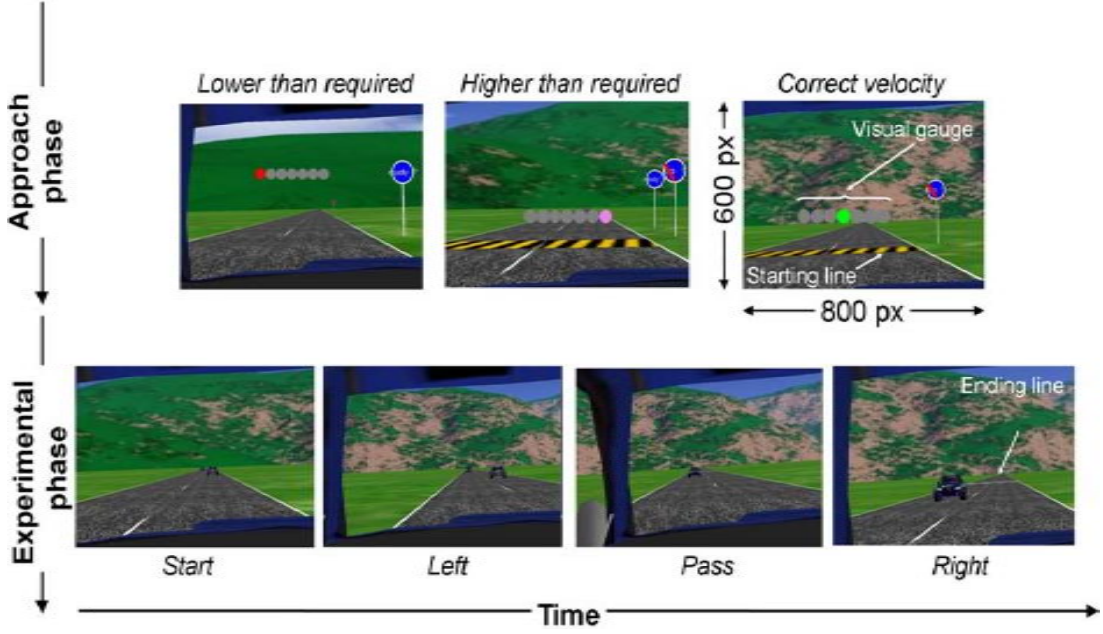 Approach
phase
Lower than required
Higher than required
Correct velocity
Visual gauge
Starting line
600 px
800 px
Experimental
phase
Ending line
Start
Left
Pass
Right
Time